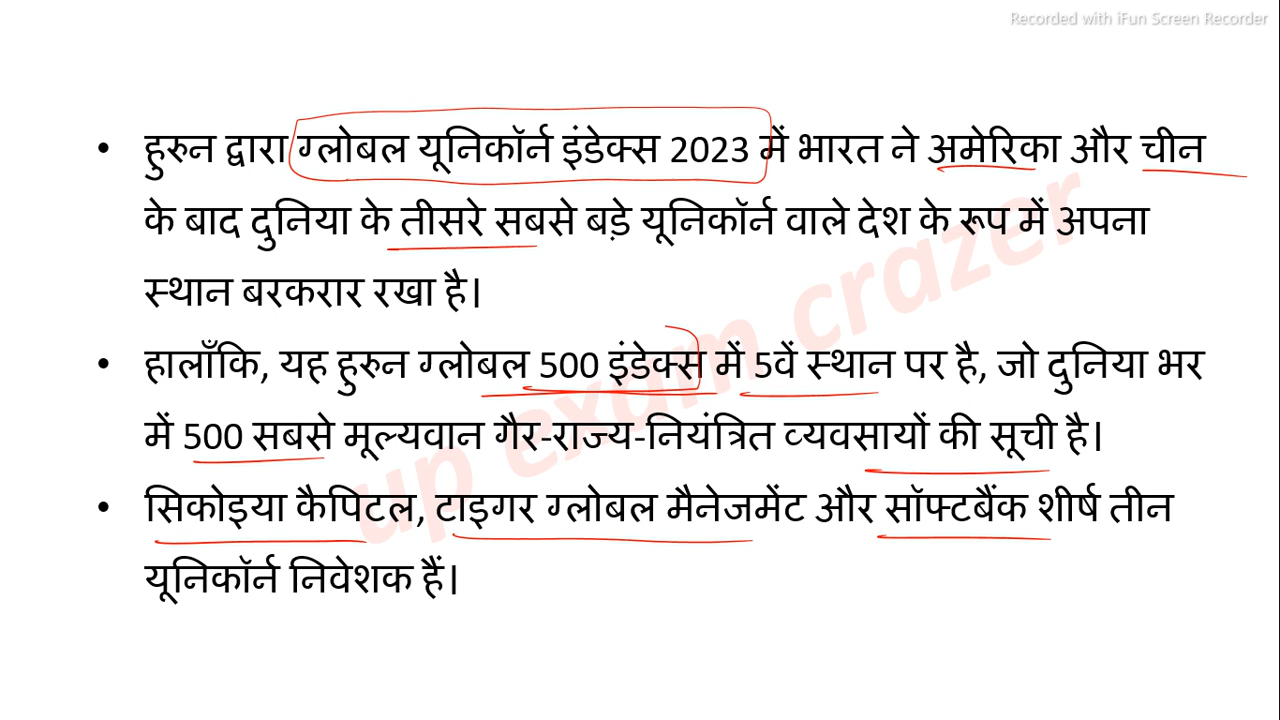 Recorded with iFun Screen Recorder
• हुरुन द्वारा ग्लोबल यूनिकॉर्न इंडेक्स 2023 में भारत ने अमेरिका और चीन
के बाद दुनिया के तीसरे सबसे बड़े यूनिकॉर्न वाले देश के रूप में अपना
स्थान बरकरार रखा है।
• हालाँकि, यह हुरुन ग्लोबल 500 इंडेक्स में 5वें स्थान पर है, जो दुनिया भर
में 500 सबसे मूल्यवान गैर-राज्य-नियंत्रित व्यवसायों की सूची है।
• सिकोइया कैपिटल, टाइगर ग्लोबल मैनेजमेंट और सॉफ्टबैंक शीर्ष तीन
यूनिकॉर्न निवेशक हैं।
up exam crazer